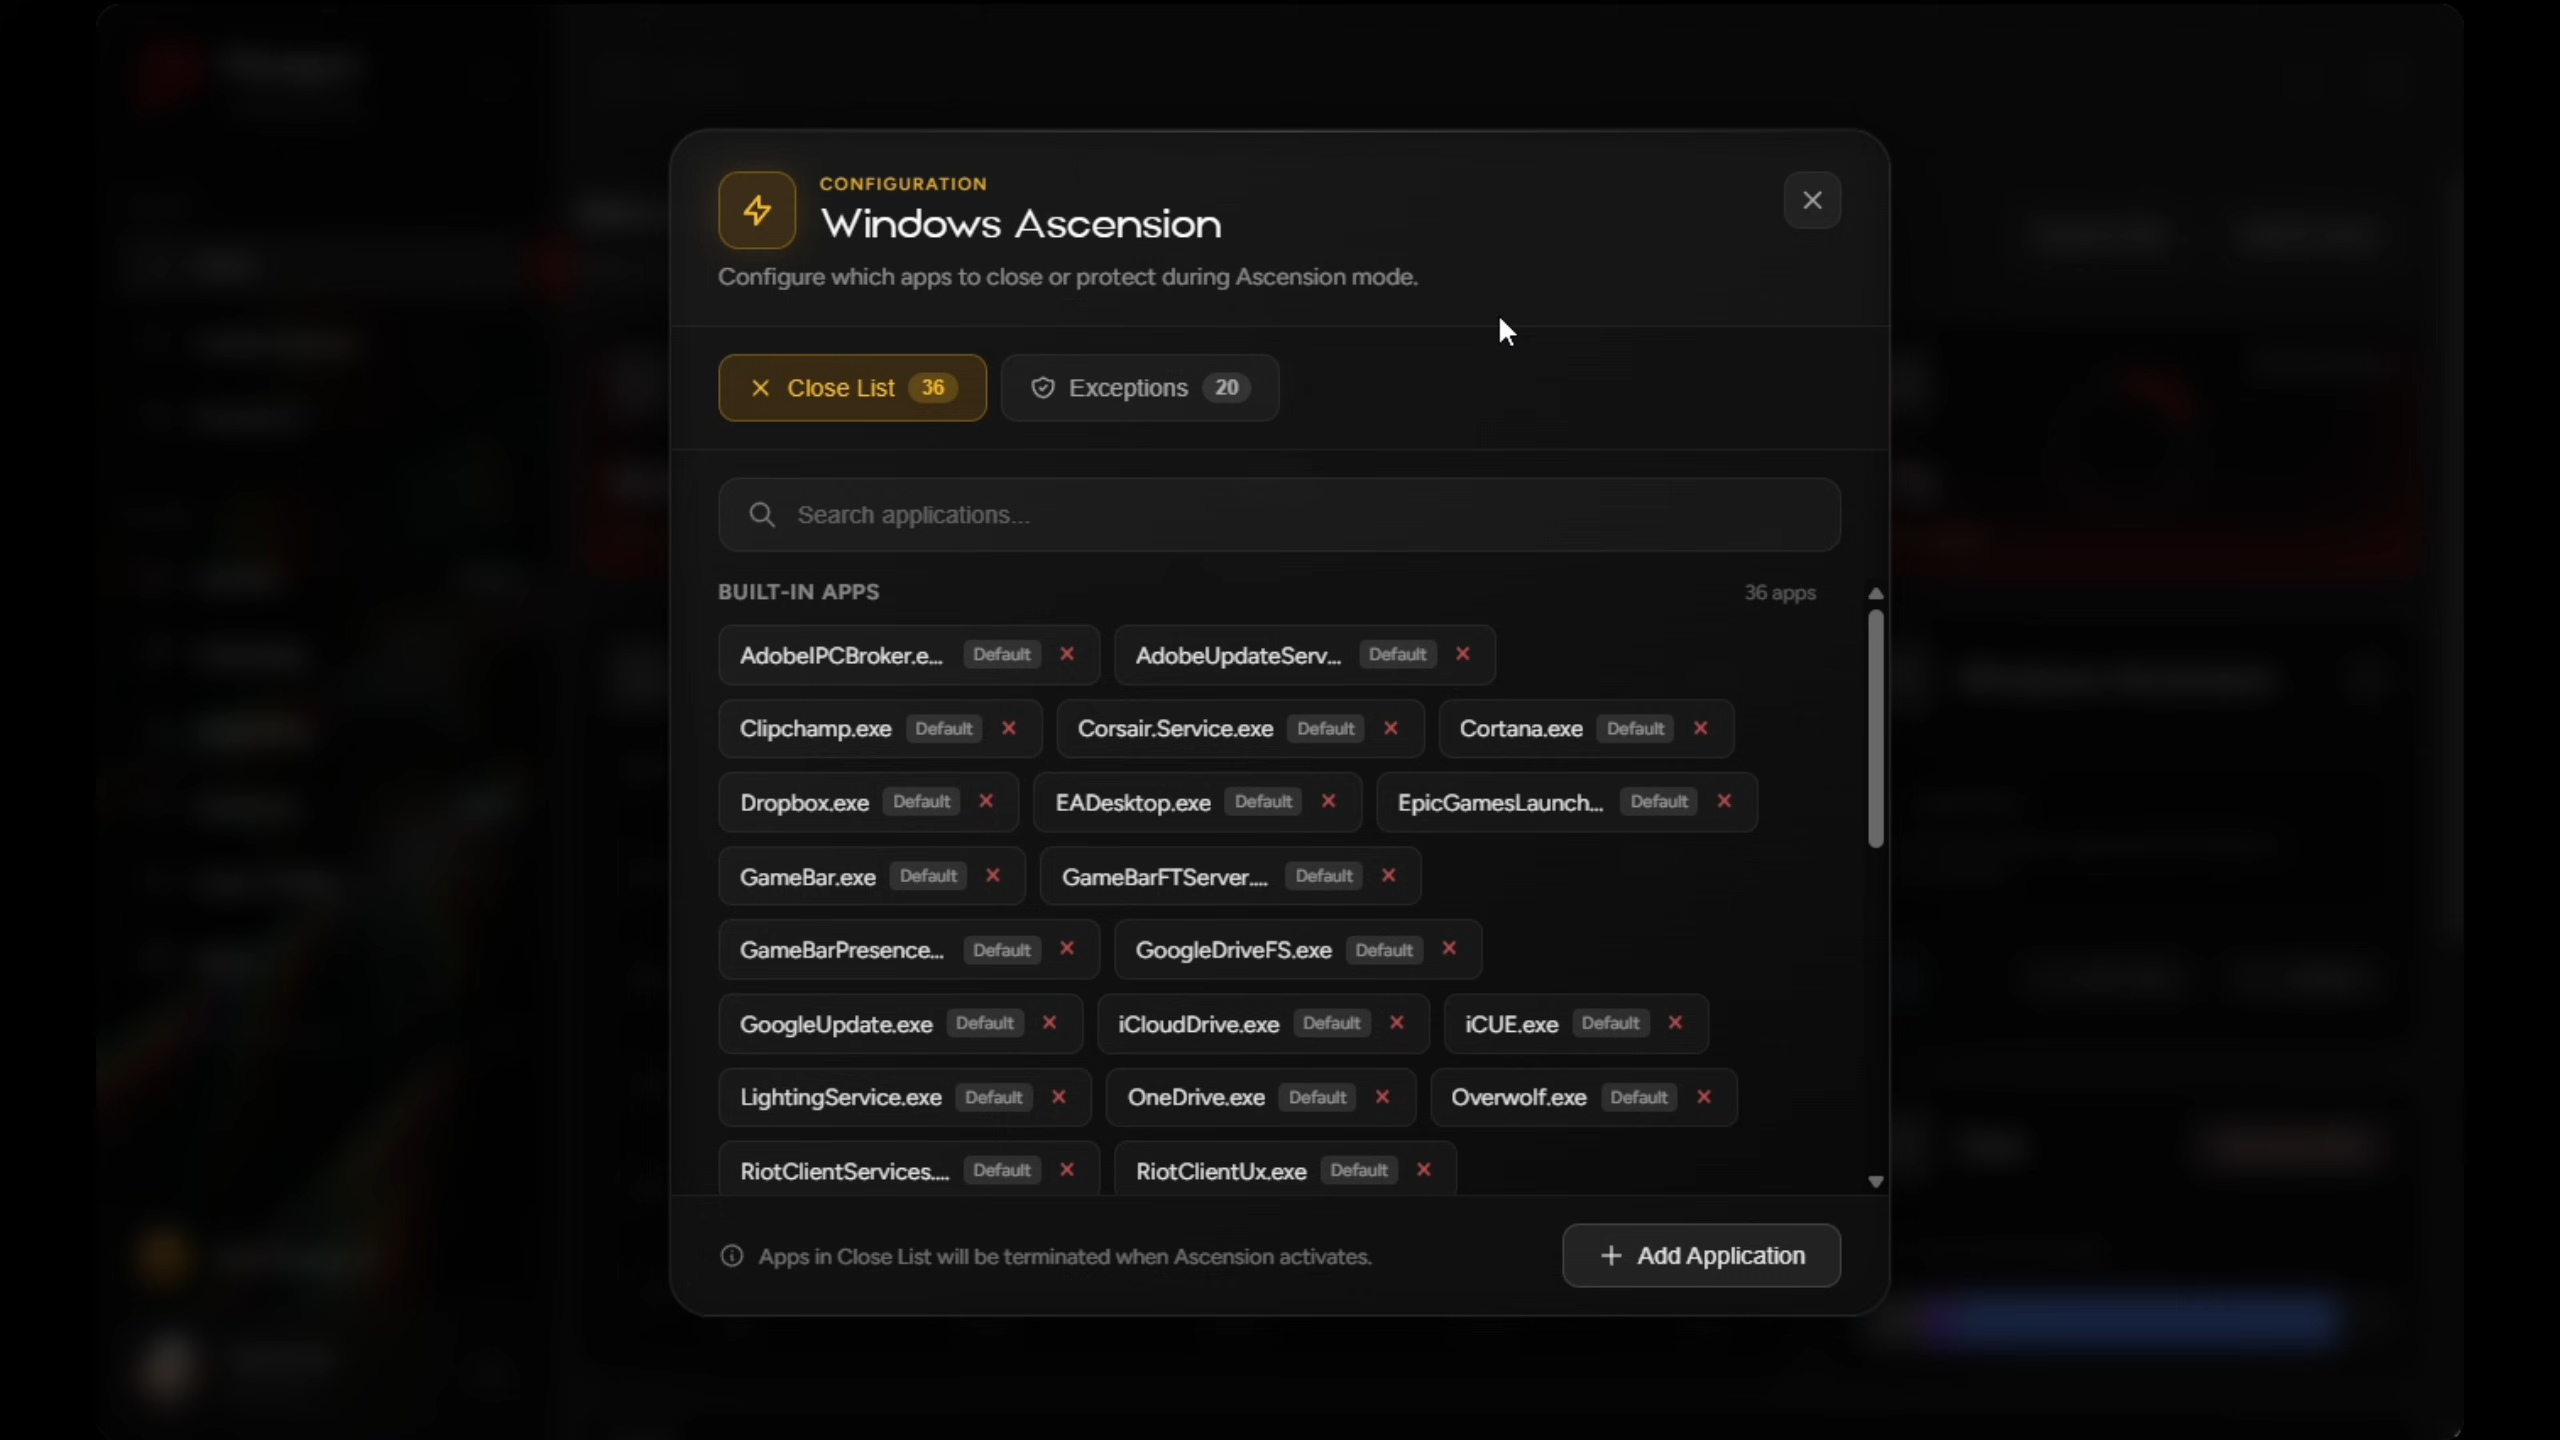 CONFIGURATION
Windows Ascension
Configure which apps to close or protect during Ascension mode.
Close List 36 Exceptions 20
Search applications...
BUILT-IN APPS 36 apps
AdobeIPCBroker.e... Default AdobeUpdateServ... Default
Clipchamp.exe Default Corsair.Service.exe Default Cortana.exe Default
Dropbox.exe Default EADesktop.exe Default EpicGamesLaunch... Default
GameBar.exe Default GameBarFTServer.... Default
GameBarPresence... Default GoogleDriveFS.exe Default
GoogleUpdate.exe Default iCloudDrive.exe Default iCUE.exe Default
LightingService.exe Default OneDrive.exe Default Overwolf.exe Default
RiotClientServices.... Default RiotClientUx.exe Default
Apps in Close List will be terminated when Ascension activates. Add Application